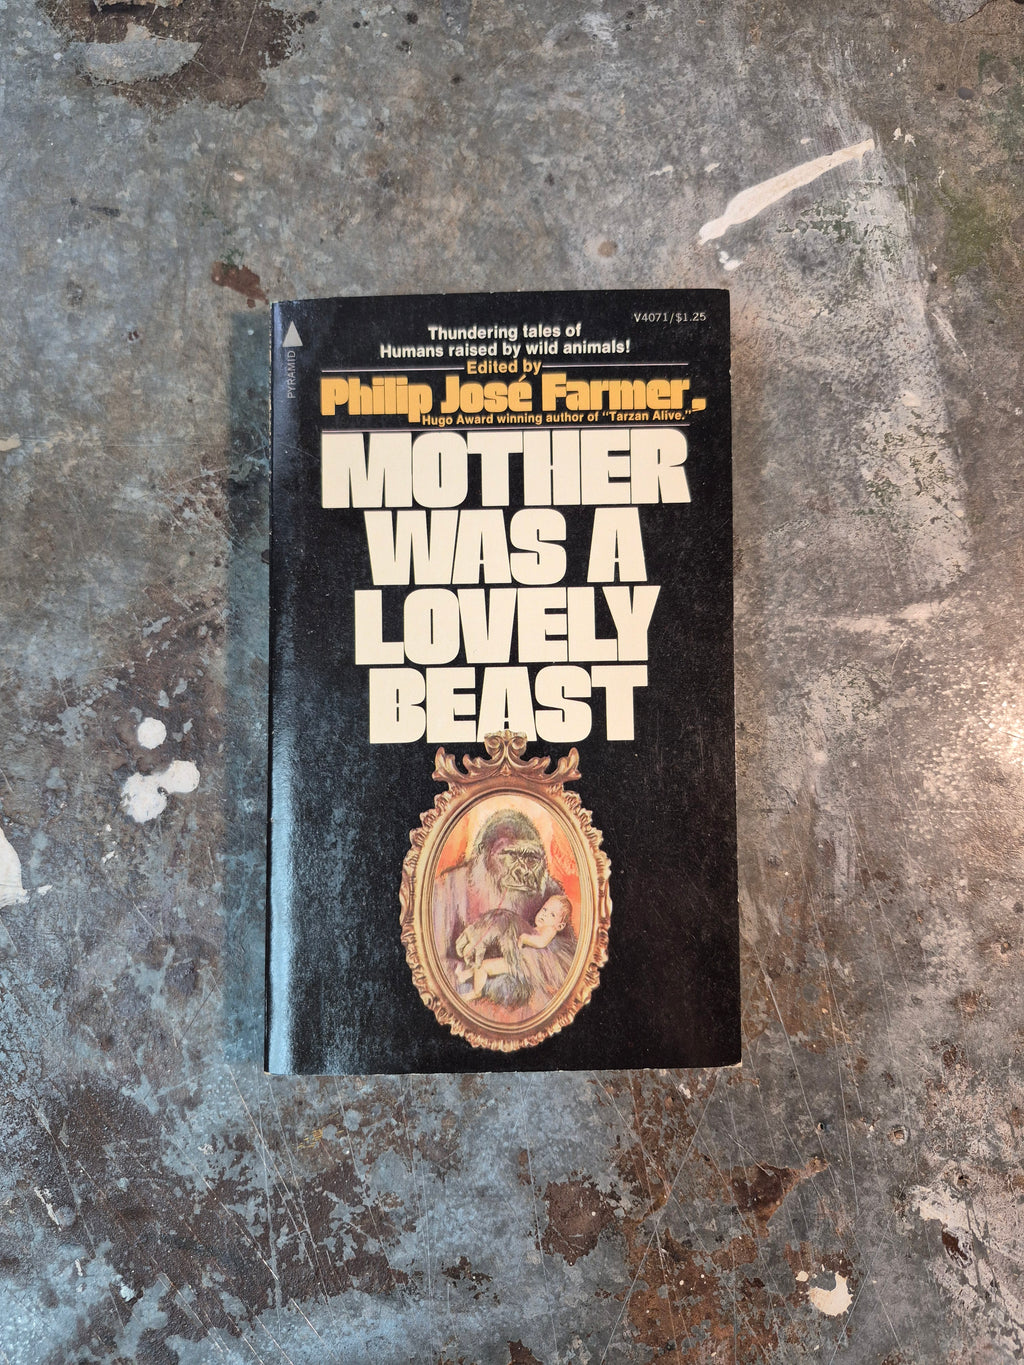 PYRAMID
V4071/$1.25
Thundering tales of
Humans raised by wild animals!
Edited by
Philip José Farmer,
Hugo Award winning author of "Tarzan Alive."
MOTHER
WAS A
LOVELY
BEAST